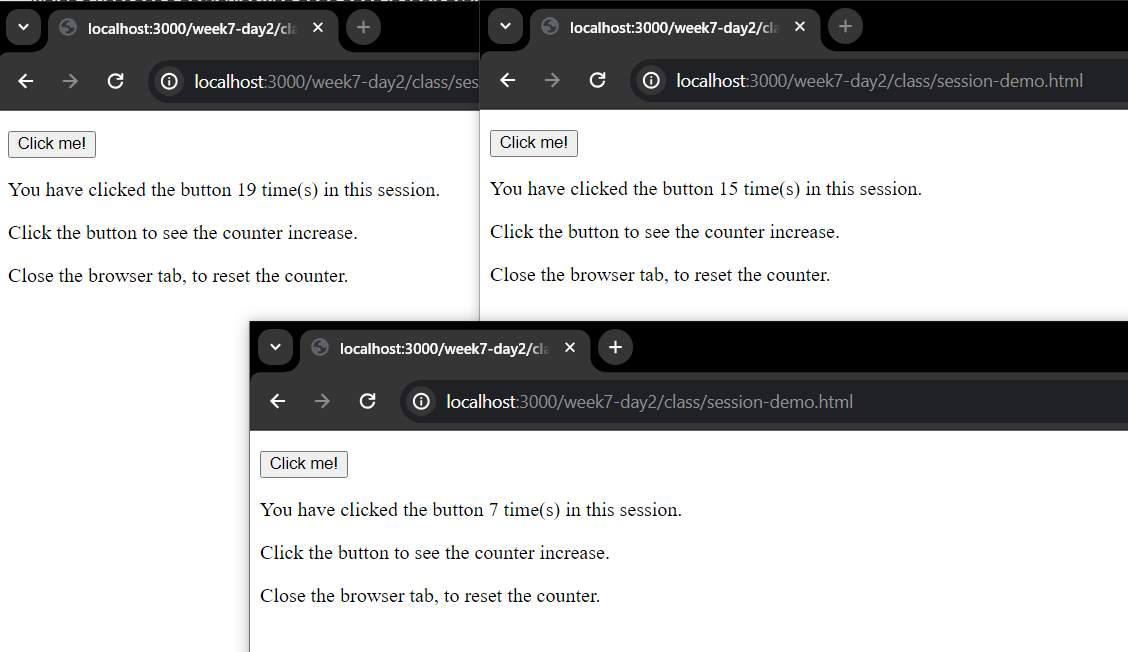 localhost:3000/week7-day2/cla
localhost:3000/week7-day2/class/ses
Click me!
You have clicked the button 19 time(s) in this session.
Click the button to see the counter increase.
Close the browser tab, to reset the counter.
localhost:3000/week7-day2/cla
localhost:3000/week7-day2/class/session-demo.html
Click me!
You have clicked the button 15 time(s) in this session.
Click the button to see the counter increase.
Close the browser tab, to reset the counter.
localhost:3000/week7-day2/cla
localhost:3000/week7-day2/class/session-demo.html
Click me!
You have clicked the button 7 time(s) in this session.
Click the button to see the counter increase.
Close the browser tab, to reset the counter.